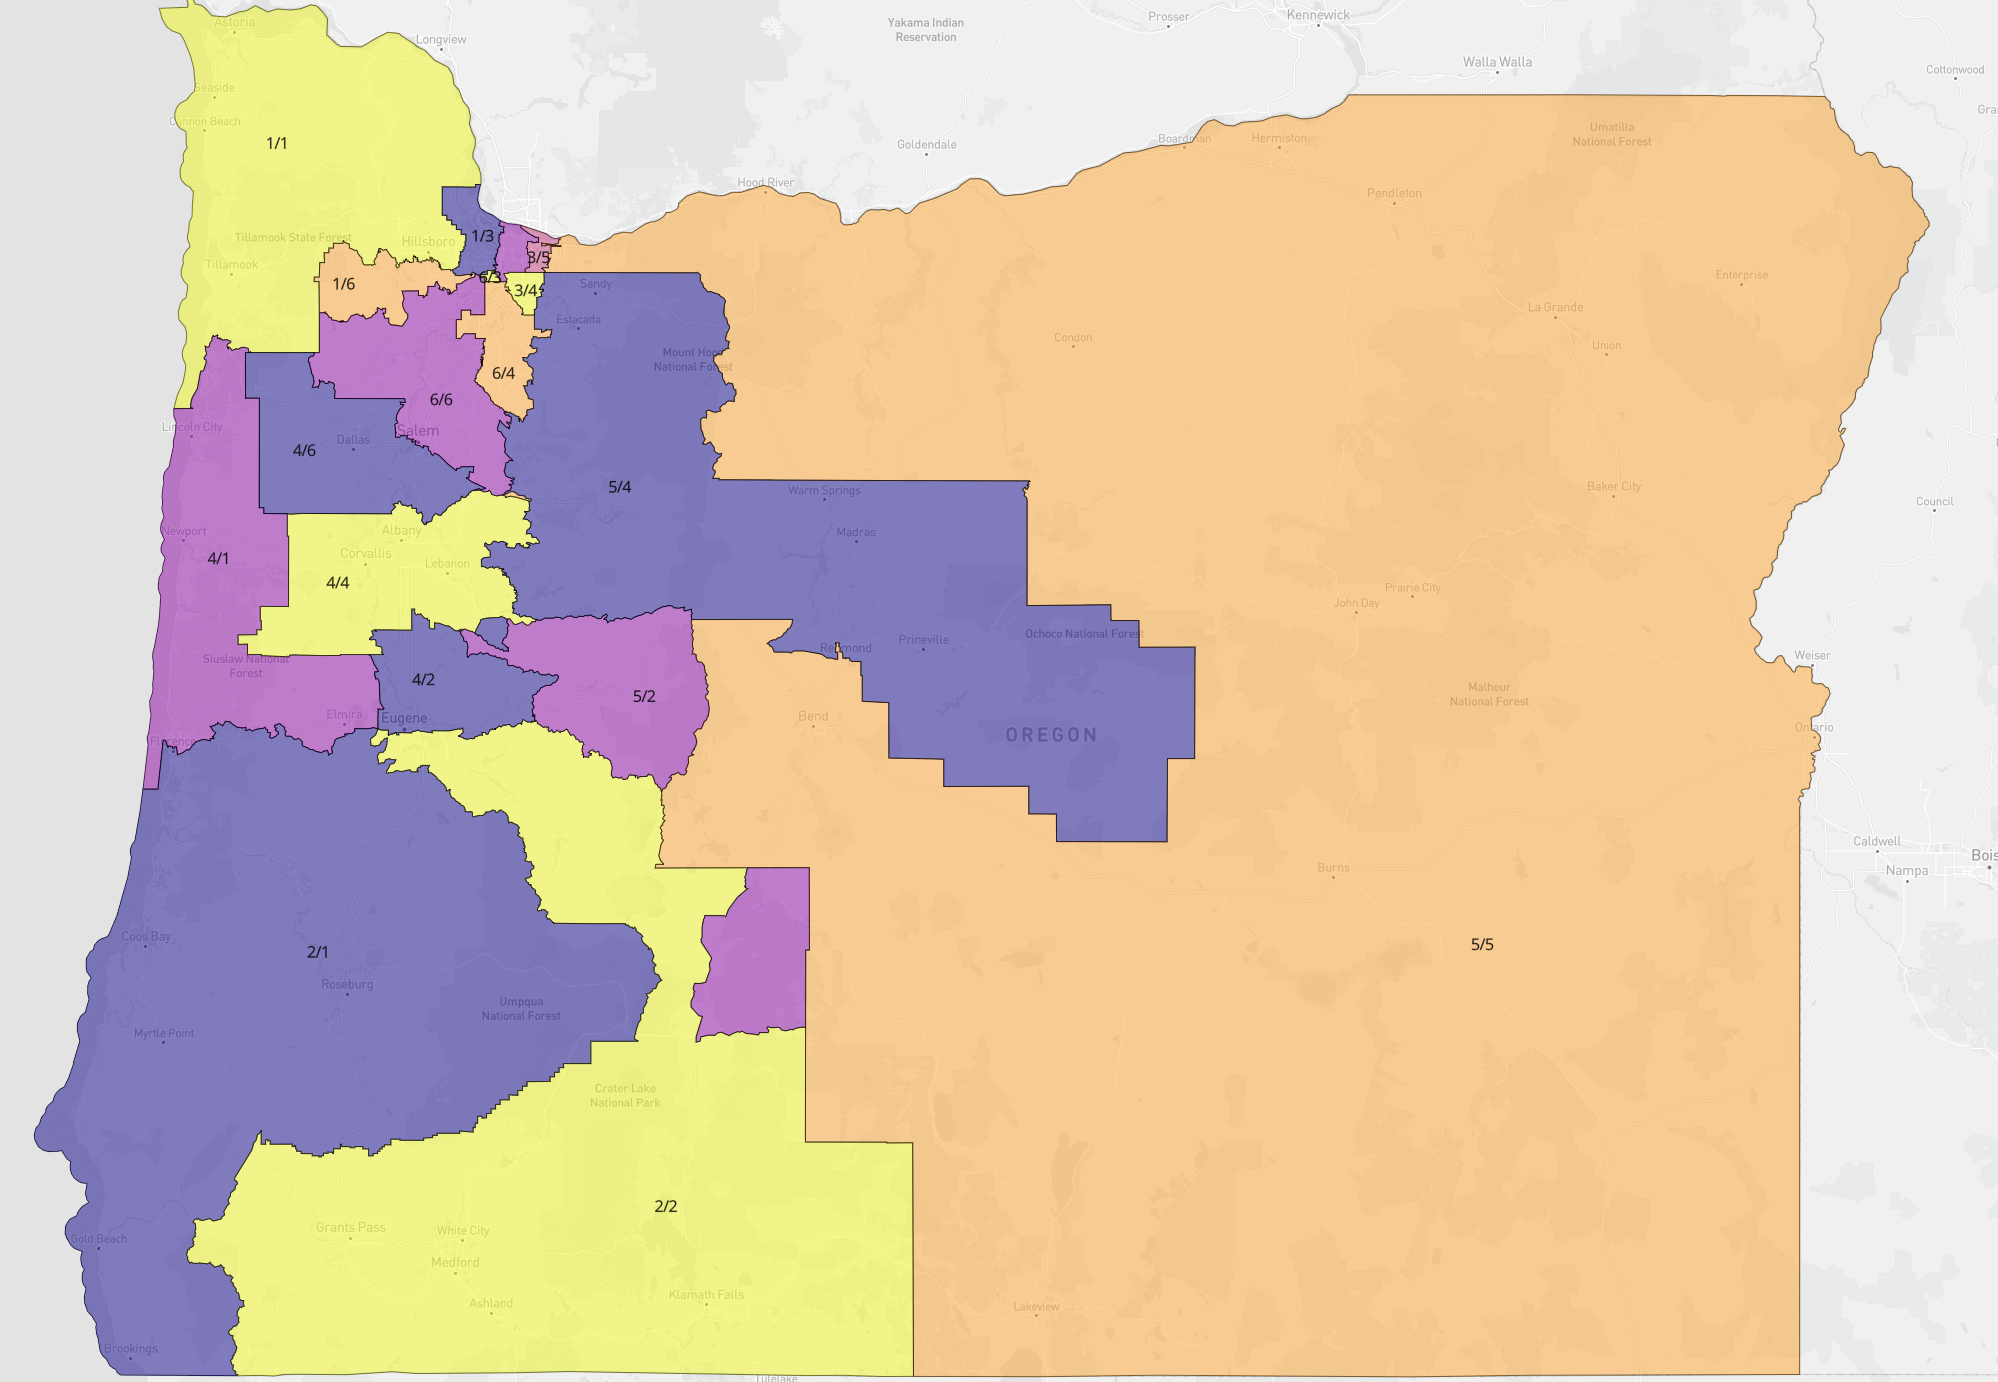 Astoria
Longview
Yakama Indian
Reservation
Prosser
Kennewick
Walla Walla
Cottonwood
Seaside
Cannon Beach
1/1
Goldendale
Boardman
Hermiston
Umatilla
National Forest
Hood River
Pendleton
Tillamook State Forest
Hillsboro
1/3
3/5
Tillamook
1/6
6/3
3/4
Sandy
Enterprise
Estacada
La Grande
Condon
Union
Mount Hood
National Forest
6/4
6/6
Lincoln City
Salem
Dallas
4/6
5/4
Warm Springs
Baker City
Council
Newport
Albany
Madras
Corvallis
4/1
Lebanon
4/4
Prairie City
John Day
Ochoco National Forest
Prineville
Redmond
Weiser
Siuslaw National
Forest
4/2
5/2
Malheur
National Forest
Elmira
Eugene
Bend
OREGON
Ontario
Florence
Caldwell
Nampa
Burns
Coos Bay
2/1
5/5
Roseburg
Umpqua
National Forest
Myrtle Point
Crater Lake
National Park
2/2
Grants Pass
White City
Gold Beach
Medford
Klamath Falls
Ashland
Lakeview
Brookings
Tulelake